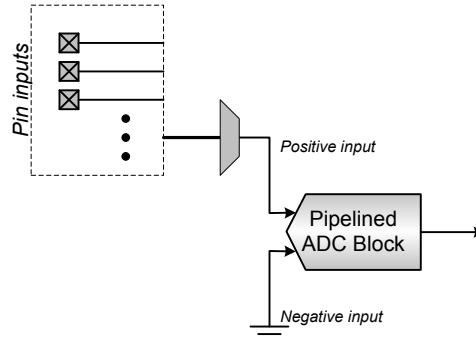 Pin inputs
Positive input
Pipelined
ADC Block
Negative input